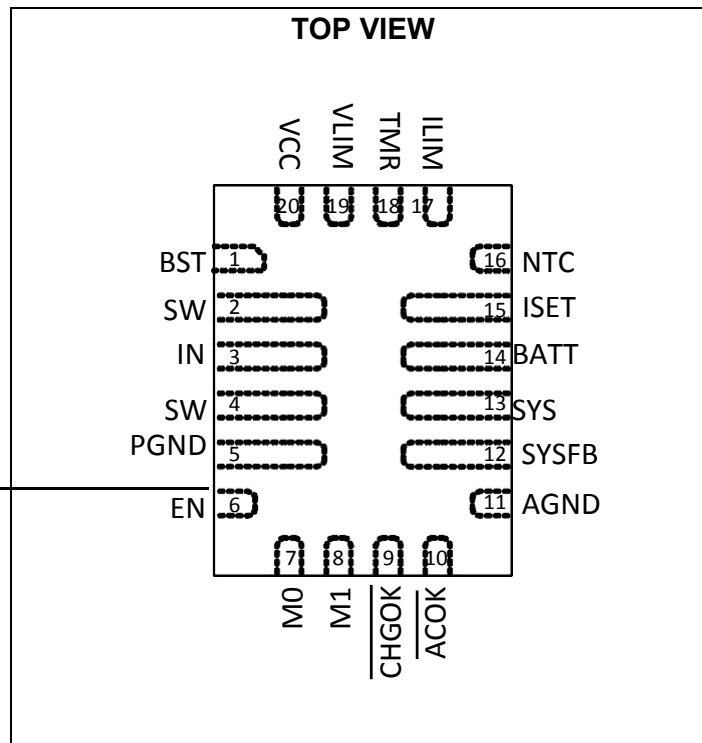 TOP VIEW
VCC VLIM TMR ILIM
20 19 18 17
BST 1 16 NTC
SW 2 15 ISET
IN 3 14 BATT
SW 4 13 SYS
PGND 5 12 SYSFB
EN 6 11 AGND
7 8 9 10
M0 M1 CHGOK ACOK